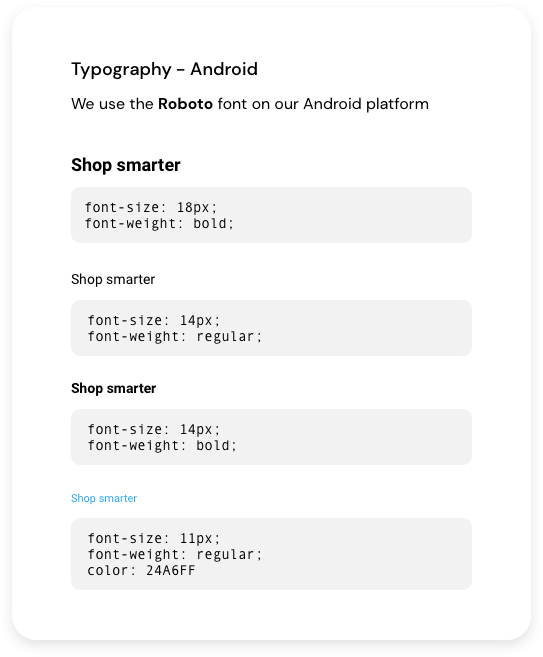 Typography - Android
We use the Roboto font on our Android platform
Shop smarter
font-size: 18px;
font-weight: bold;
Shop smarter
font-size: 14px;
font-weight: regular;
Shop smarter
font-size: 14px;
font-weight: bold;
Shop smarter
font-size: 11px;
font-weight: regular;
color: 24A6FF